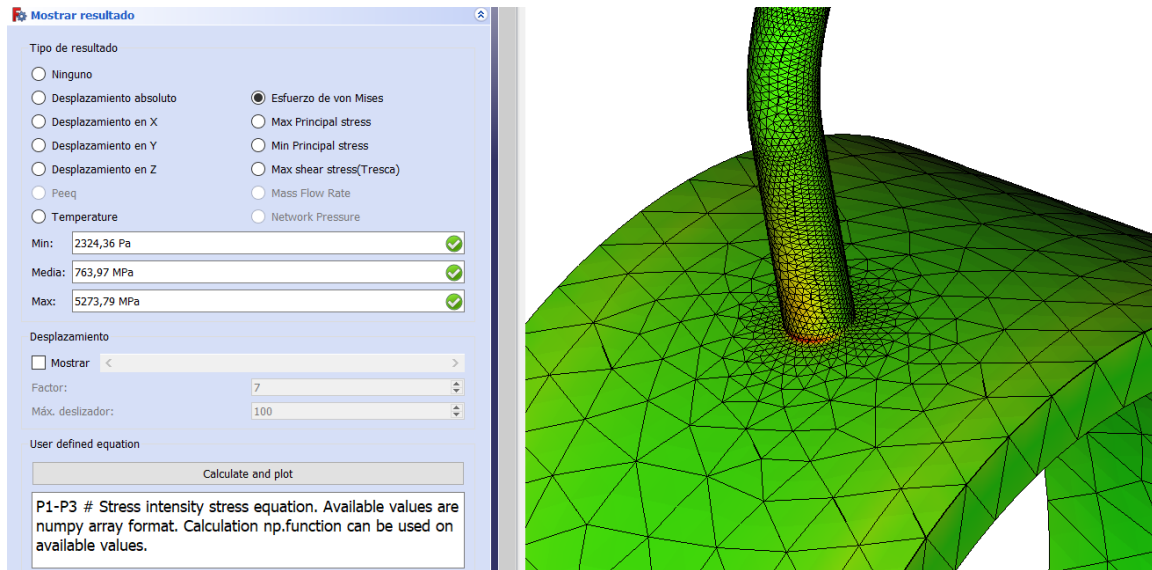 Mostrar resultado
Tipo de resultado
Ninguno
Desplazamiento absoluto
Esfuerzo de von Mises
Desplazamiento en X
Max Principal stress
Desplazamiento en Y
Min Principal stress
Desplazamiento en Z
Max shear stress(Tresca)
Peeq
Mass Flow Rate
Temperature
Network Pressure
Min: 2324,36 Pa
Media: 763,97 MPa
Max: 5273,79 MPa
Desplazamiento
Mostrar
Factor: 7
Máx. deslizador: 100
User defined equation
Calculate and plot
P1-P3 # Stress intensity stress equation. Available values are
numpy array format. Calculation np.function can be used on
available values.